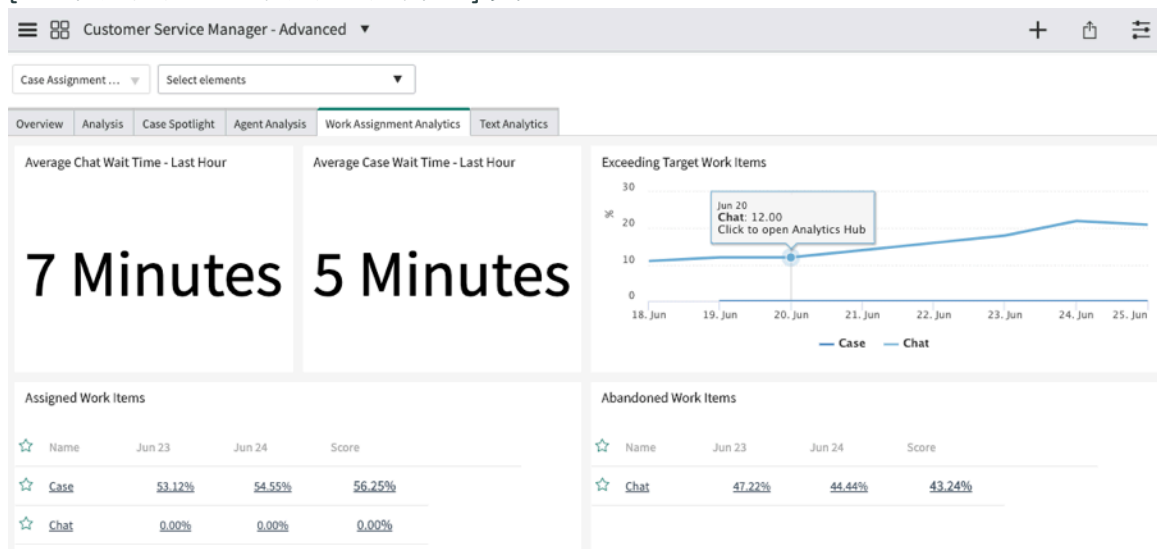 Customer Service Manager - Advanced ▼
Case Assignment ... ▼ Select elements ▼
Overview Analysis Case Spotlight Agent Analysis Work Assignment Analytics Text Analytics
Average Chat Wait Time - Last Hour
7 Minutes
Average Case Wait Time - Last Hour
5 Minutes
Exceeding Target Work Items
30
%
20
10
0
Jun 20
Chat: 12.00
Click to open Analytics Hub
18. Jun 19. Jun 20. Jun 21. Jun 22. Jun 23. Jun 24. Jun 25. Jun
Case Chat
Assigned Work Items
Name Jun 23 Jun 24 Score
Case 53.12% 54.55% 56.25%
Chat 0.00% 0.00% 0.00%
Abandoned Work Items
Name Jun 23 Jun 24 Score
Chat 47.22% 44.44% 43.24%